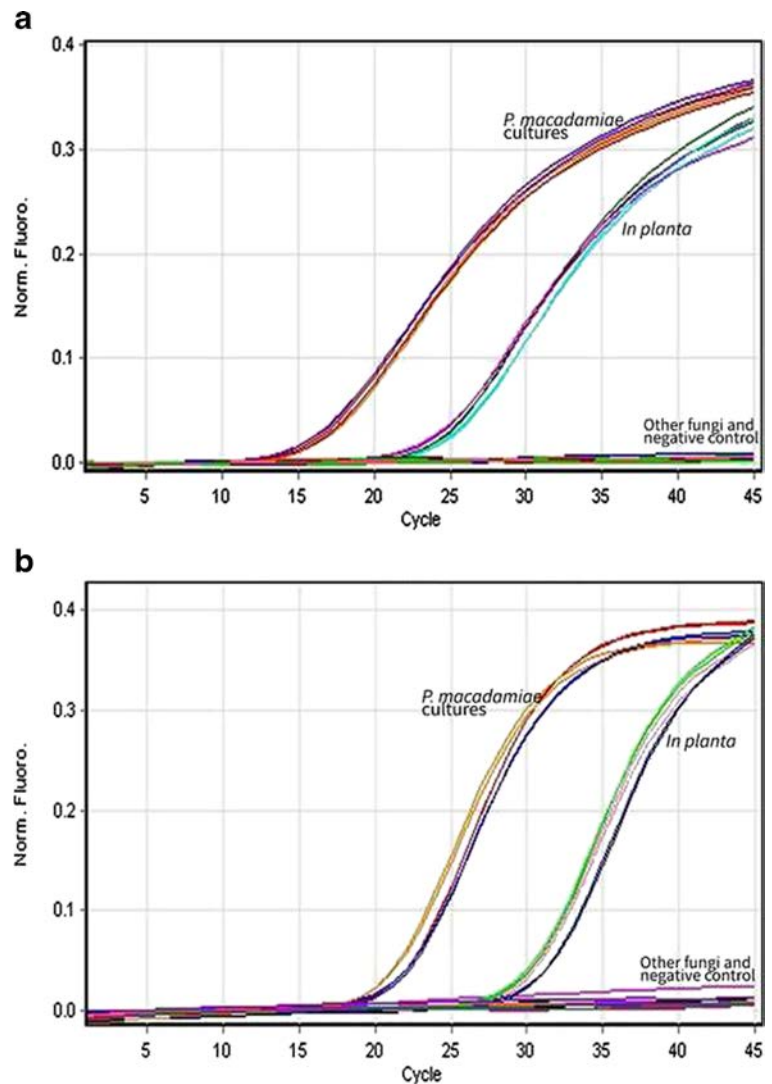 a
0.4
P. macadamiae
cultures
0.3
In planta
0.2
Norm. Fluoro.
0.1
Other fungi and
negative control
0.0
5 10 15 20 25 30 35 40 45
Cycle
b
0.4
P. macadamiae
cultures
0.3
In planta
0.2
Norm. Fluoro.
0.1
Other fungi and
negative control
0.0
5 10 15 20 25 30 35 40 45
Cycle